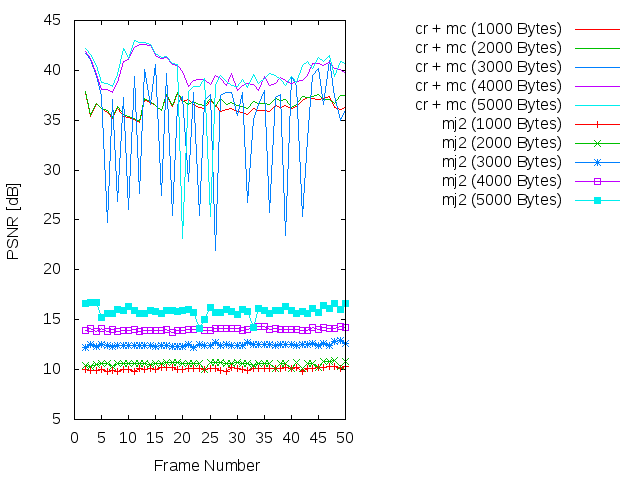 45
40
35
30
25
20
15
10
5
PSNR [dB]
0 5 10 15 20 25 30 35 40 45 50
Frame Number
cr + mc (1000 Bytes)
cr + mc (2000 Bytes)
cr + mc (3000 Bytes)
cr + mc (4000 Bytes)
cr + mc (5000 Bytes)
mj2 (1000 Bytes)
mj2 (2000 Bytes)
mj2 (3000 Bytes)
mj2 (4000 Bytes)
mj2 (5000 Bytes)